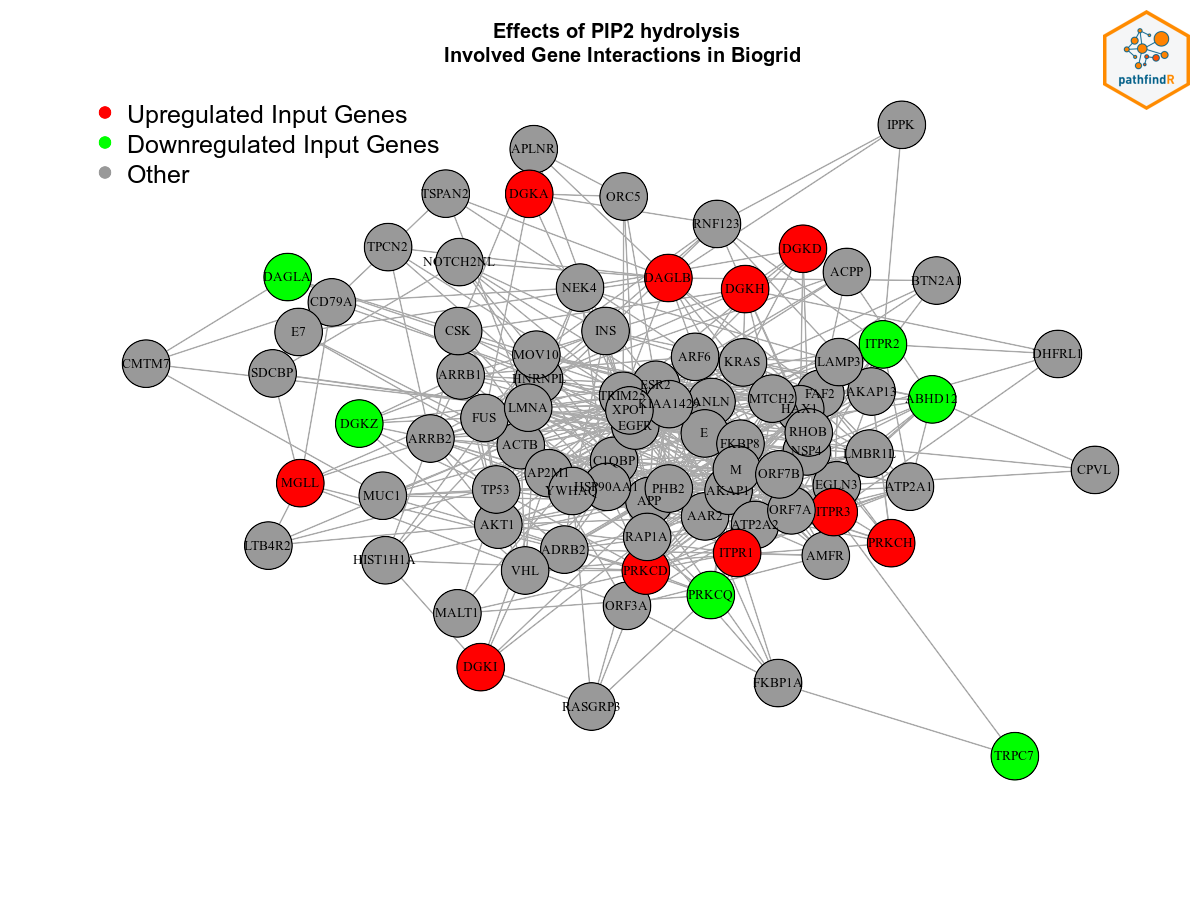 Effects of PIP2 hydrolysis
Involved Gene Interactions in Biogrid
pathfindR
Upregulated Input Genes
Downregulated Input Genes
Other
IPPK
APLNR
TSPAN2
DGKA
ORC5
RNF123
TPCN2
DGKD
NOTCH2NL
ACPP
DAGLA
DAGLB
BTN2A1
NEK4
DGKH
CD79A
E7
CSK
INS
ITPR2
CMTM7
MOV10
ARF6
KRAS
LAMP3
DHFRL1
SDCBP
ARRB1
HNRNPL
ESR2
AKAP13
TRIM25
FAF2
ABHD12
KIAA1429
ANLN
MTCH2
LMNA
XPO1
HAX1
DGKZ
FUS
EGFR
E
RHOB
ARRB2
ACTB
FKBP8
NSP4
LMBR1L
C1QBP
M
CPVL
AP2M1
ORF7B
MGLL
TP53
YWHAQ
HSP90AA1
PHB2
AKAP11
EGLN3
ATP2A1
MUC1
APP
ORF7A
ITPR3
AKT1
AAR2
ATP2A2
LTB4R2
RAP1A
PRKCH
HIST1H1A
ADRB2
ITPR1
AMFR
VHL
PRKCD
PRKCQ
MALT1
ORF3A
DGKI
FKBP1A
RASGRP3
TRPC7